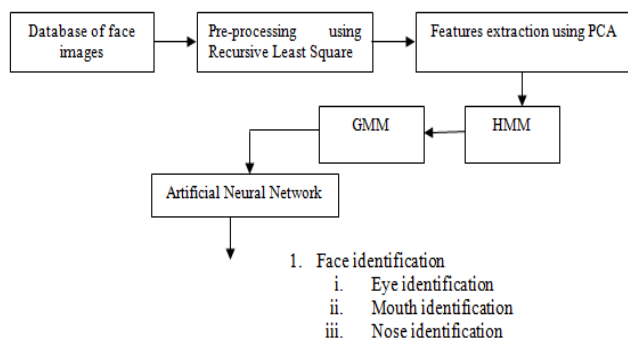 Database of face
images
Pre-processing using
Recursive Least Square
Features extraction using PCA
HMM
GMM
Artificial Neural Network
1. Face identification
i. Eye identification
ii. Mouth identification
iii. Nose identification